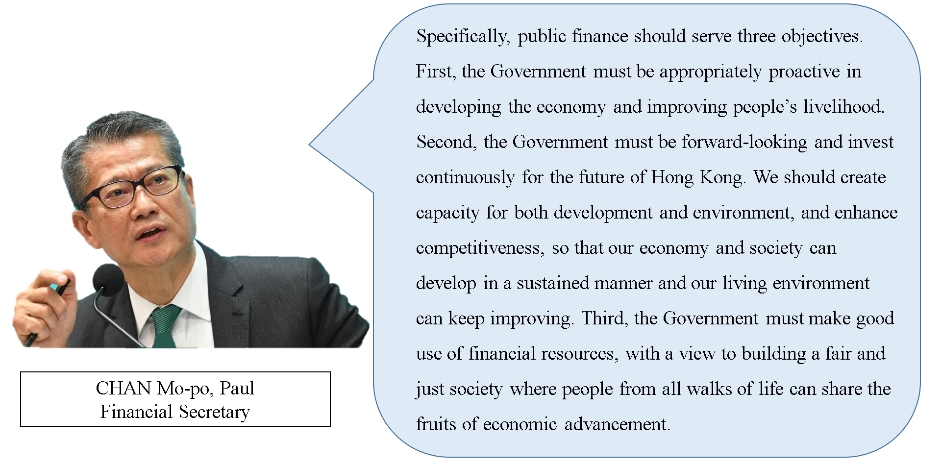 Specifically, public finance should serve three objectives.
First, the Government must be appropriately proactive in
developing the economy and improving people's livelihood.
Second, the Government must be forward-looking and invest
continuously for the future of Hong Kong. We should create
capacity for both development and environment, and enhance
competitiveness, so that our economy and society can
develop in a sustained manner and our living environment
can keep improving. Third, the Government must make good
use of financial resources, with a view to building a fair and
just society where people from all walks of life can share the
fruits of economic advancement.
CHAN Mo-po, Paul
Financial Secretary